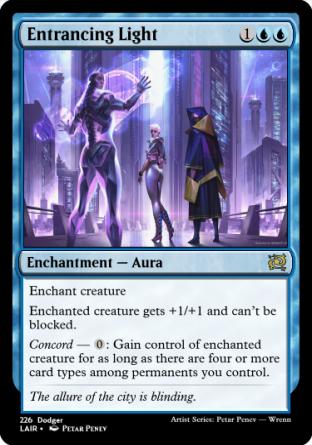 Entrancing Light 1UU
Enchantment — Aura
Enchant creature
Enchanted creature gets +1/+1 and can't be
blocked.
Concord — 0: Gain control of enchanted
creature for as long as there are four or more
card types among permanents you control.
The allure of the city is blinding.
226 Dodger
Artist Series: Petar Penev — Wrenn
LAIR • Petar Penev